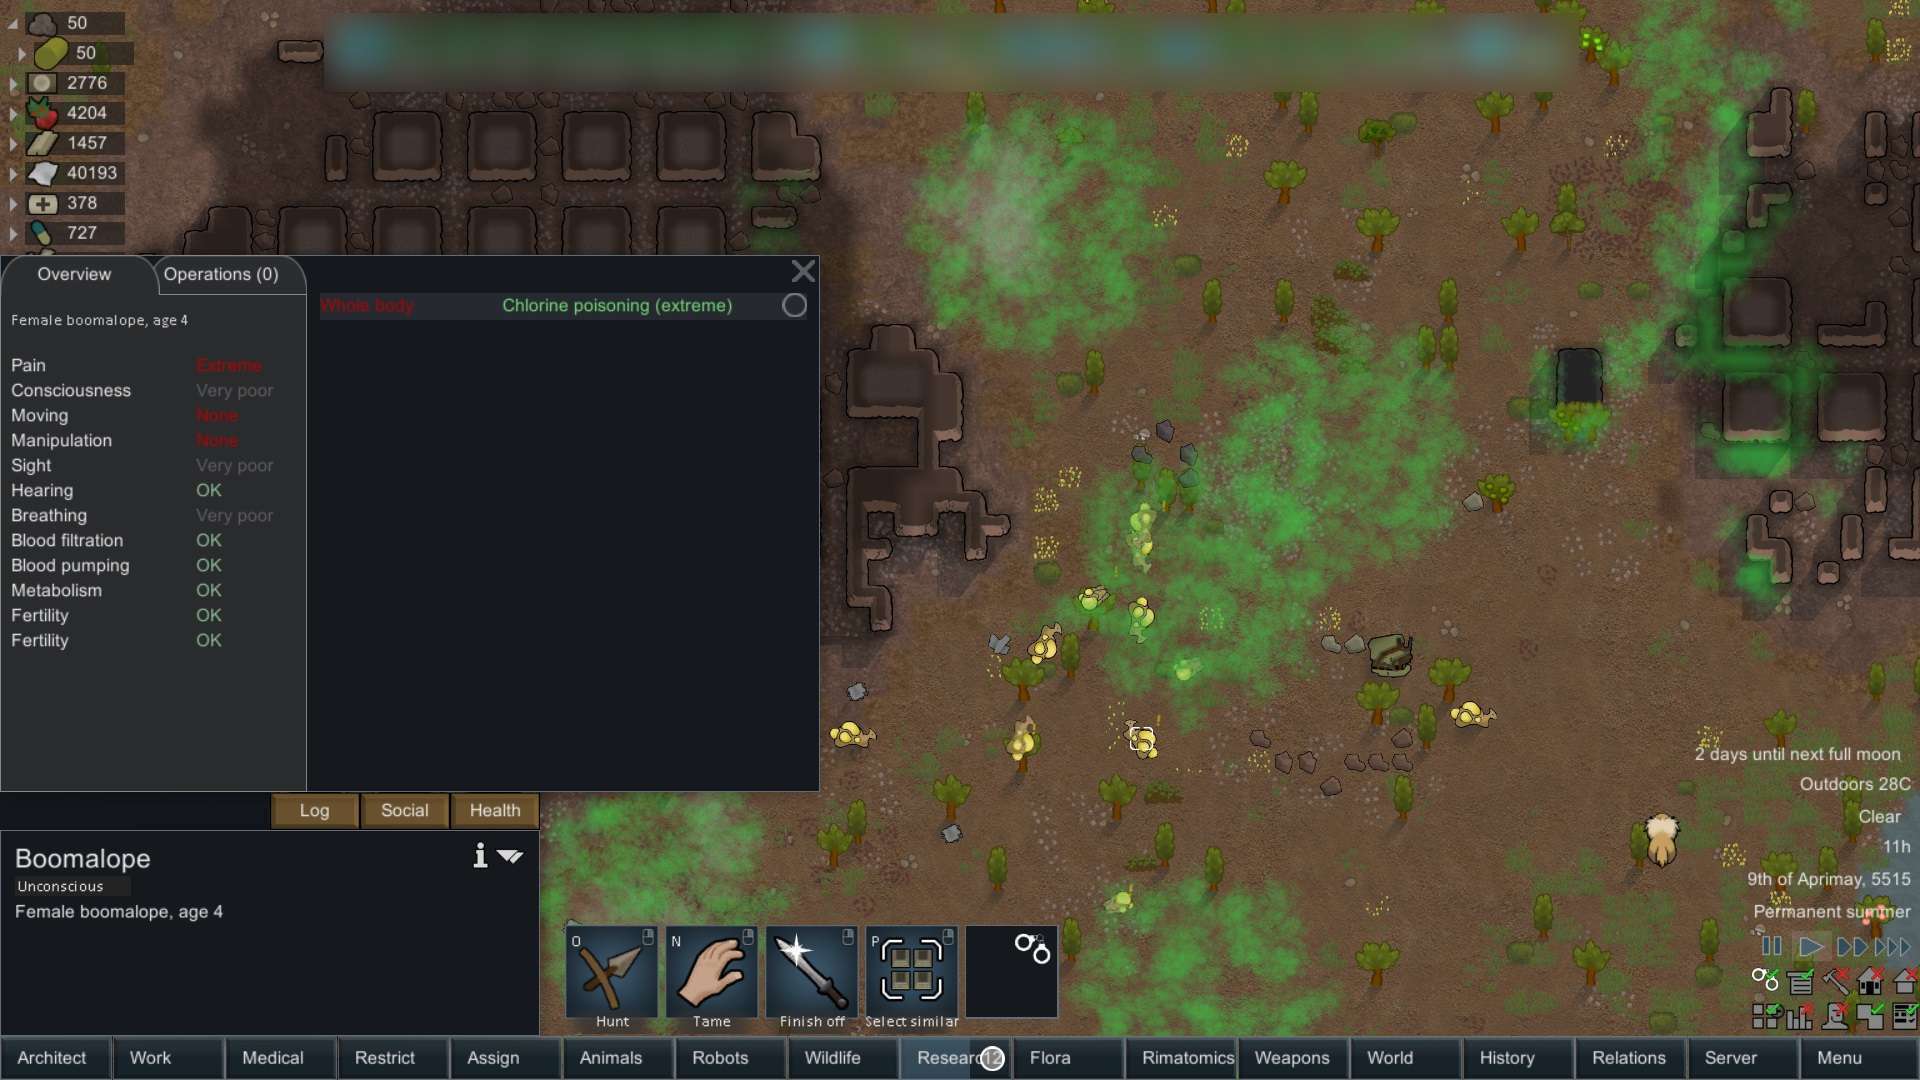 50
50
2776
4204
1457
40193
378
727
Overview
Operations (0)
Female boomalope, age 4
Whole body Chlorine poisoning (extreme)
Pain Extreme
Consciousness Very poor
Moving None
Manipulation None
Sight Very poor
Hearing OK
Breathing Very poor
Blood filtration OK
Blood pumping OK
Metabolism OK
Fertility OK
Fertility OK
Log
Social
Health
Boomalope
Unconscious
Female boomalope, age 4
O
Hunt
N
Tame
Finish off
P
Select similar
2 days until next full moon
Outdoors 28C
Clear
11h
9th of Aprimay, 5515
Permanent summer
Architect
Work
Medical
Restrict
Assign
Animals
Robots
Wildlife
Researc 12
Flora
Rimatomics
Weapons
World
History
Relations
Server
Menu